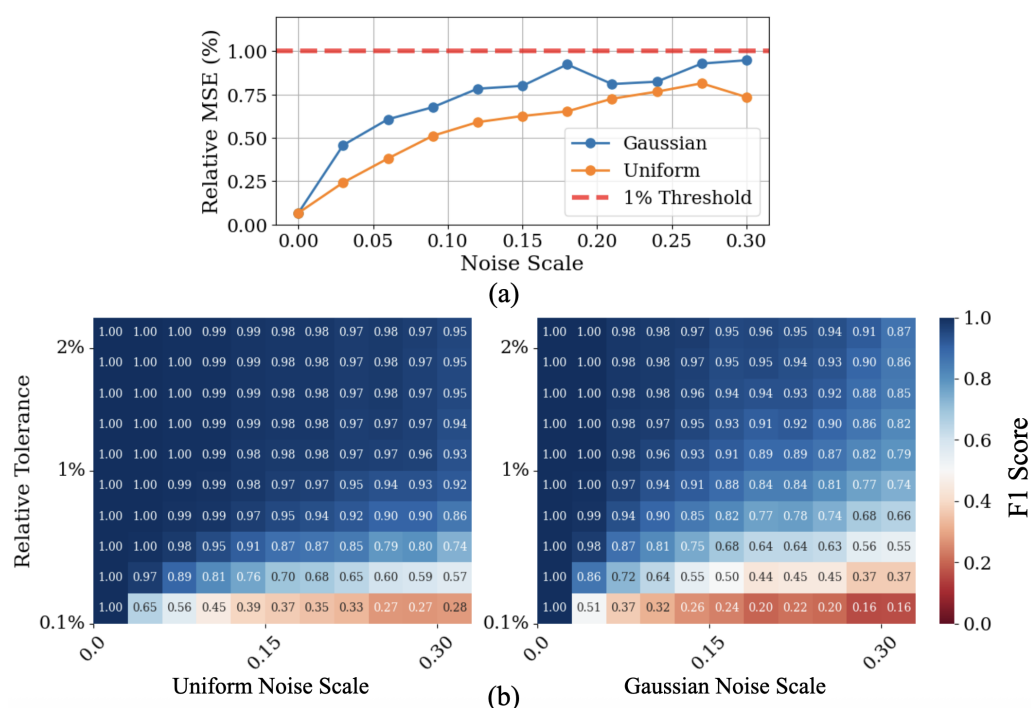 Relative MSE (%)
1.00
0.75
0.50
0.25
0.00
Gaussian
Uniform
1% Threshold
0.00 0.05 0.10 0.15 0.20 0.25 0.30
Noise Scale
(a)
Relative Tolerance
2%
1%
0.1%
1.00 1.00 1.00 0.99 0.99 0.98 0.98 0.97 0.98 0.97 0.95
1.00 1.00 1.00 0.99 0.99 0.98 0.98 0.97 0.98 0.97 0.95
1.00 1.00 1.00 0.99 0.99 0.98 0.98 0.97 0.98 0.97 0.95
1.00 1.00 1.00 0.99 0.99 0.98 0.98 0.97 0.97 0.97 0.94
1.00 1.00 1.00 0.99 0.98 0.98 0.98 0.97 0.97 0.96 0.93
1.00 1.00 0.99 0.99 0.98 0.97 0.97 0.95 0.94 0.93 0.92
1.00 1.00 0.99 0.99 0.97 0.95 0.94 0.92 0.90 0.90 0.86
1.00 1.00 0.98 0.95 0.91 0.87 0.87 0.85 0.79 0.80 0.74
1.00 0.97 0.89 0.81 0.76 0.70 0.68 0.65 0.60 0.59 0.57
1.00 0.65 0.56 0.45 0.39 0.37 0.35 0.33 0.27 0.27 0.28
0.0 0.15 0.30
Uniform Noise Scale
2%
1%
0.1%
1.00 1.00 0.98 0.98 0.97 0.95 0.96 0.95 0.94 0.91 0.87
1.00 1.00 0.98 0.98 0.97 0.95 0.95 0.94 0.93 0.90 0.86
1.00 1.00 0.98 0.98 0.96 0.94 0.94 0.93 0.92 0.88 0.85
1.00 1.00 0.98 0.97 0.95 0.93 0.91 0.92 0.90 0.86 0.82
1.00 1.00 0.98 0.96 0.93 0.91 0.89 0.89 0.87 0.82 0.79
1.00 1.00 0.97 0.94 0.91 0.88 0.84 0.84 0.81 0.77 0.74
1.00 0.99 0.94 0.90 0.85 0.82 0.77 0.78 0.74 0.68 0.66
1.00 0.98 0.87 0.81 0.75 0.68 0.64 0.64 0.63 0.56 0.55
1.00 0.86 0.72 0.64 0.55 0.50 0.44 0.45 0.45 0.37 0.37
1.00 0.51 0.37 0.32 0.26 0.24 0.20 0.22 0.20 0.16 0.16
0.0 0.15 0.30
Gaussian Noise Scale
1.0
0.8
0.6
0.4
0.2
0.0
F1 Score
(b)